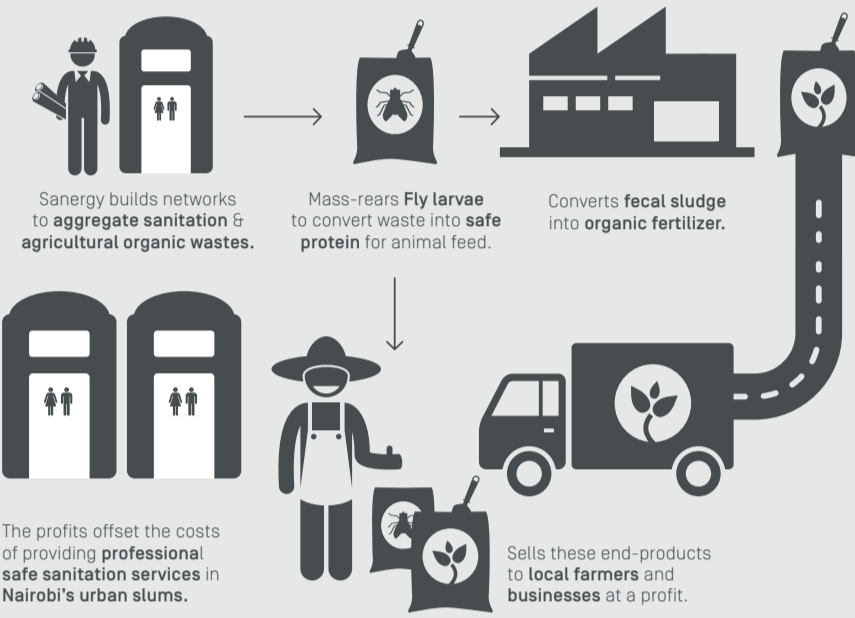 Sanergy builds networks
to aggregate sanitation &
agricultural organic wastes.
Mass-rears Fly larvae
to convert waste into safe
protein for animal feed.
Converts fecal sludge
into organic fertilizer.
The profits offset the costs
of providing professional
safe sanitation services in
Nairobi's urban slums.
Sells these end-products
to local farmers and
businesses at a profit.